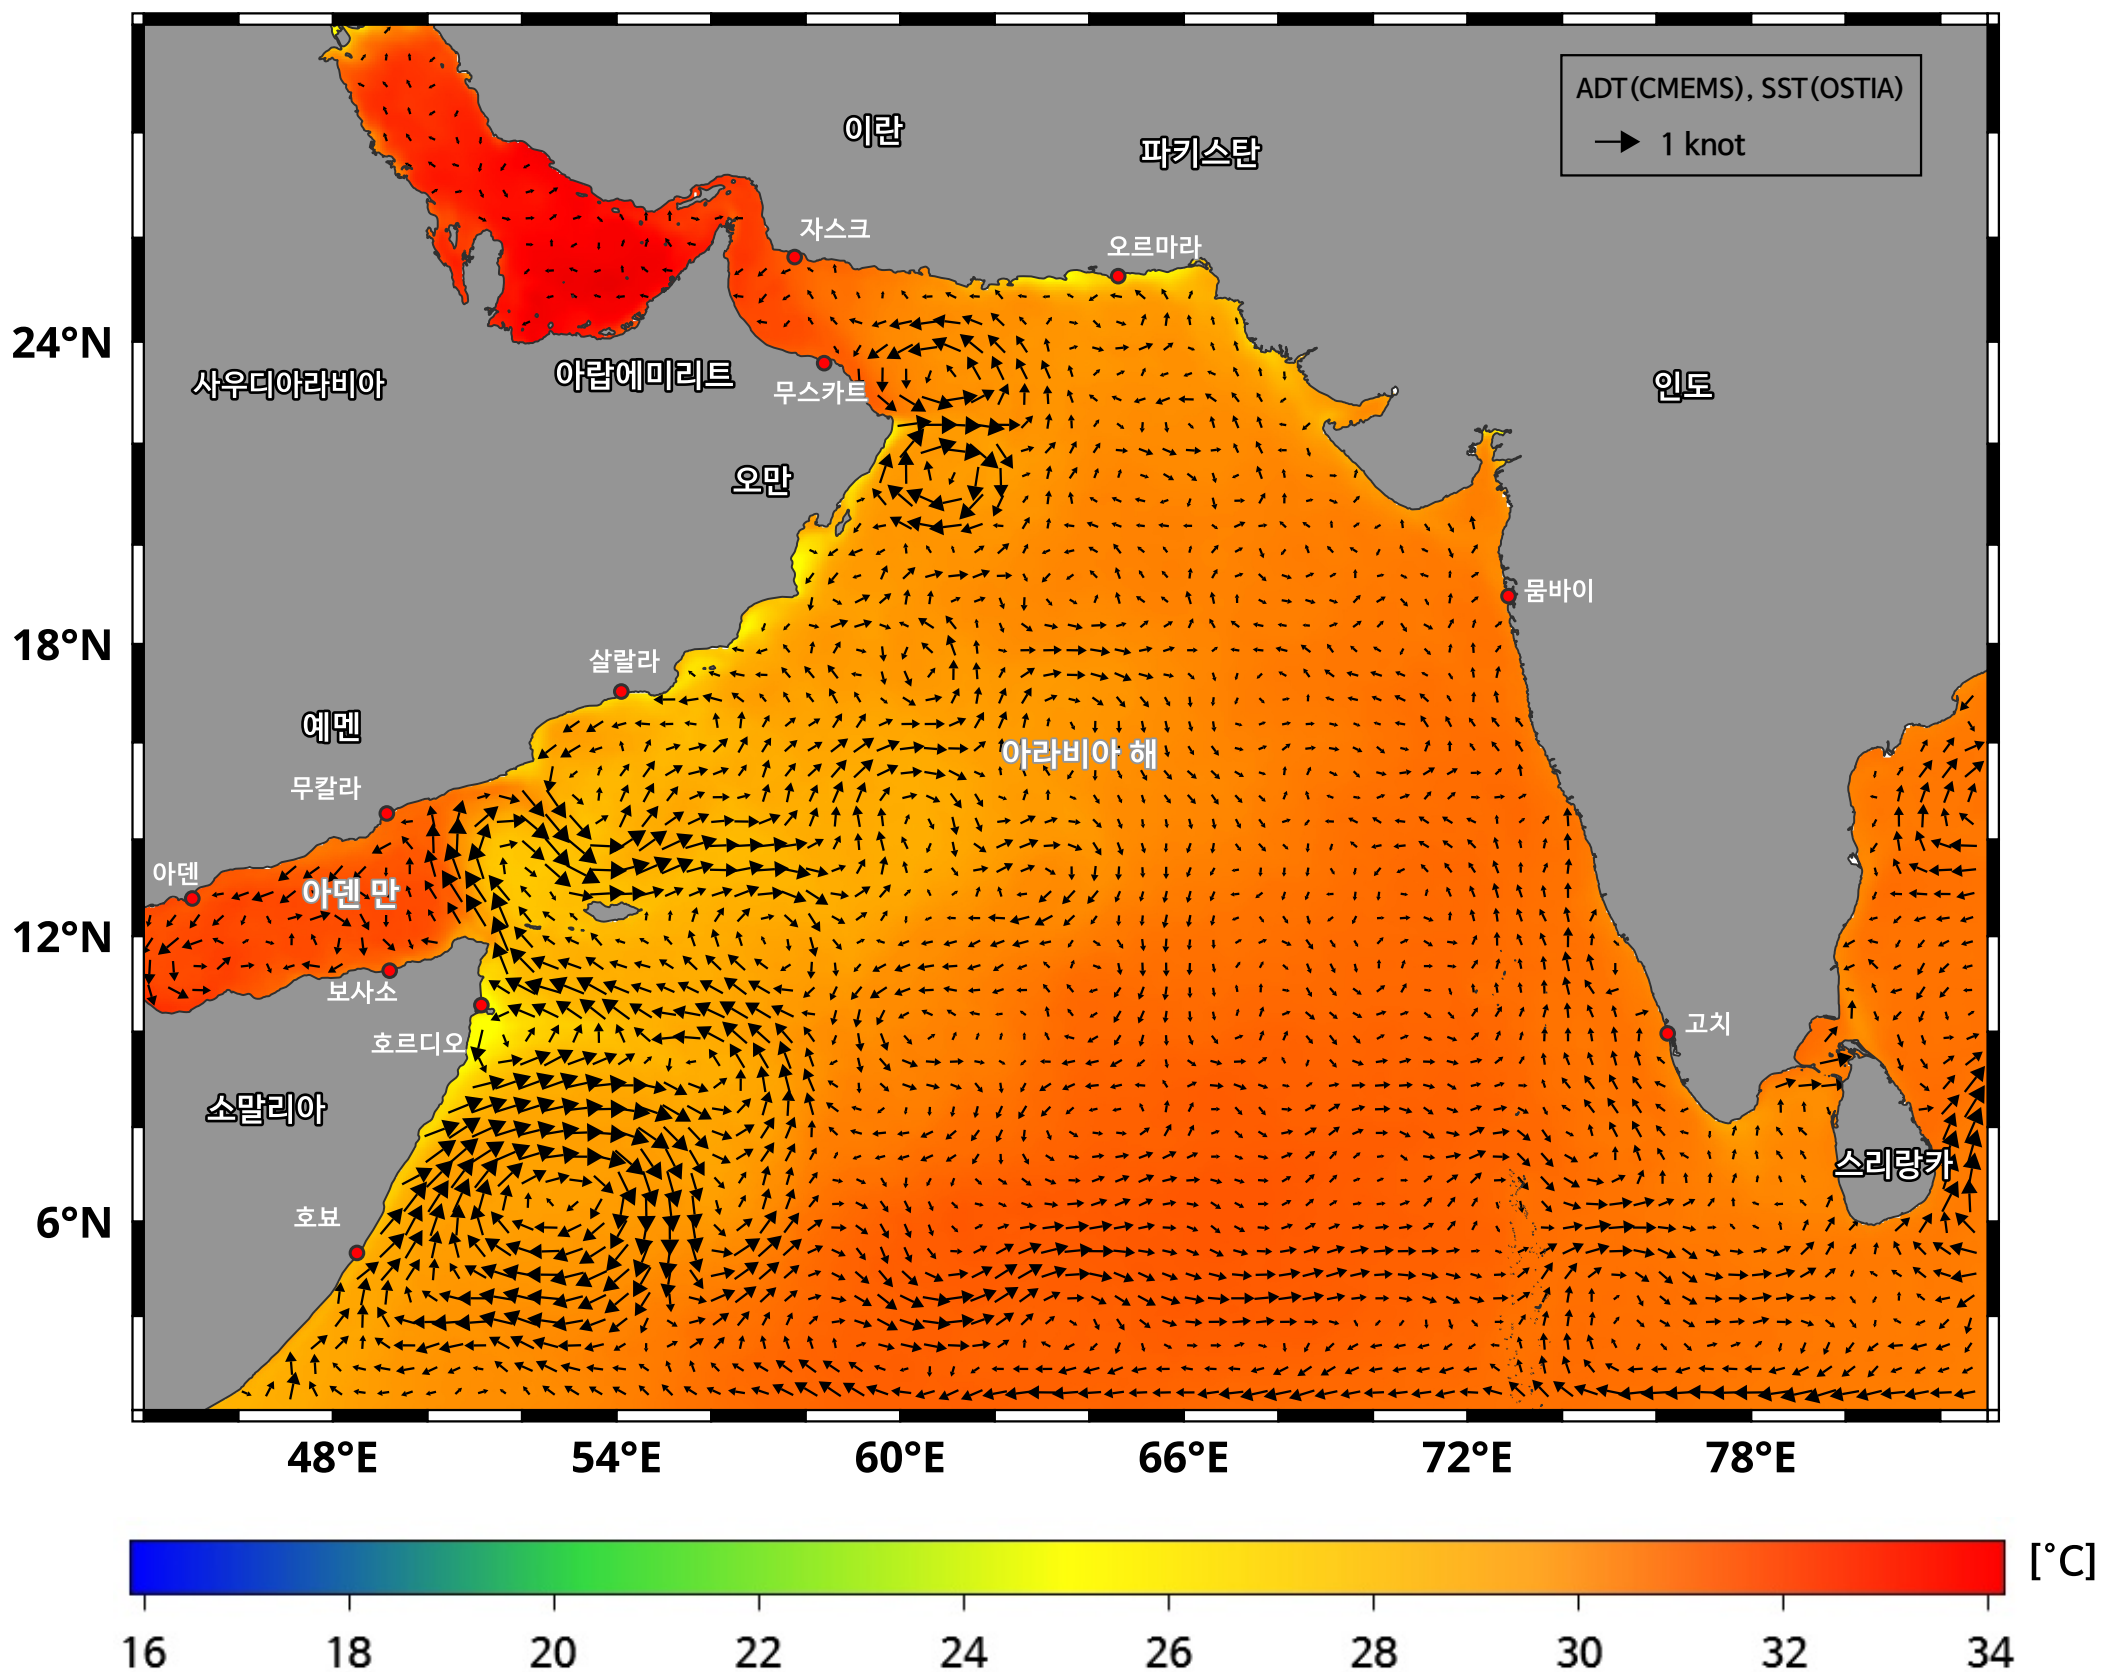 ADT(CMEMS), SST(OSTIA)
1 knot
이란
파키스탄
자스크
오르마라
24°N
사우디아라비아
아랍에미리트
무스카트
인도
오만
뭄바이
18°N
살랄라
예멘
아라비아 해
무칼라
아덴
아덴 만
12°N
보사소
호르디오
고치
소말리아
스리랑카
6°N
호뵤
48°E 54°E 60°E 66°E 72°E 78°E
[°C]
16 18 20 22 24 26 28 30 32 34